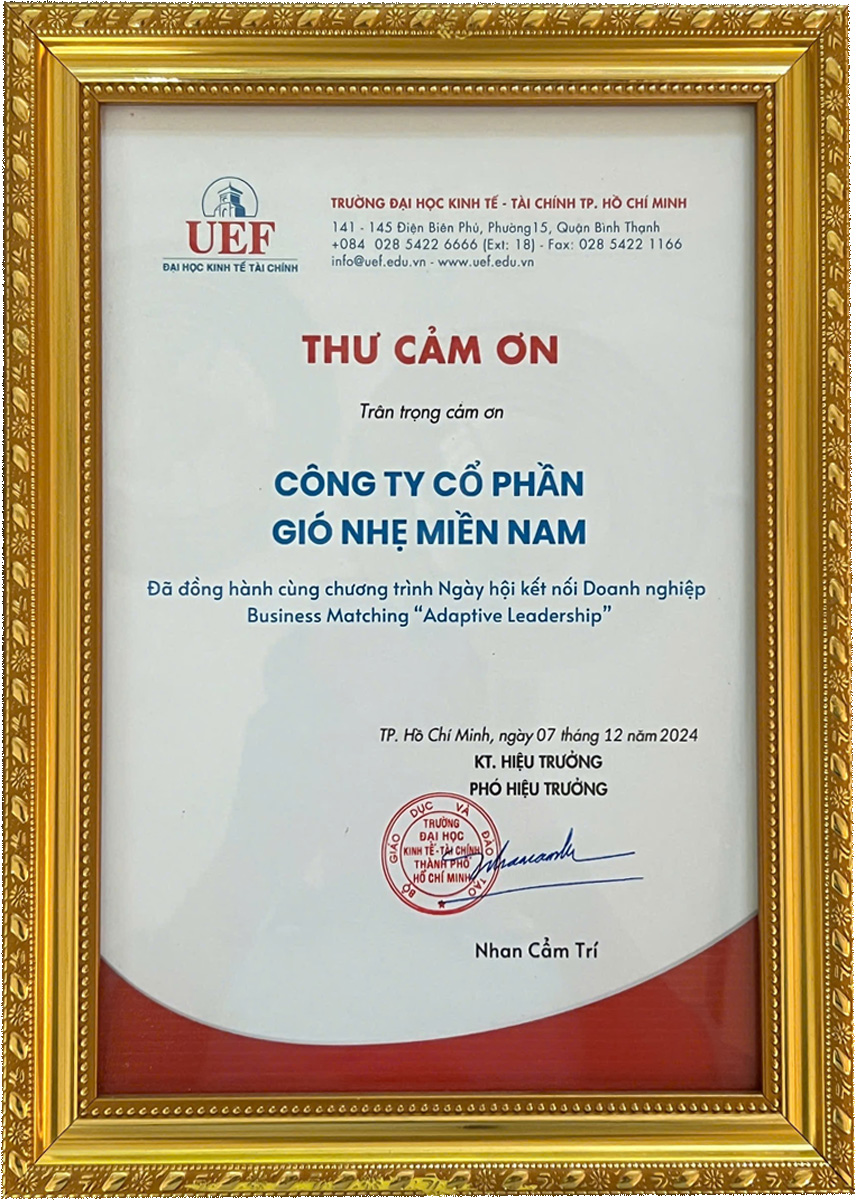 UEF
ĐẠI HỌC KINH TẾ TÀI CHÍNH
TRƯỜNG ĐẠI HỌC KINH TẾ - TÀI CHÍNH TP. HỒ CHÍ MINH
141 - 145 Điện Biên Phủ, Phường15, Quận Bình Thạnh
+084 028 5422 6666 (Ext: 18) - Fax: 028 5422 1166
info@uef.edu.vn - www.uef.edu.vn
THƯ CẢM ƠN
Trân trọng cảm ơn
CÔNG TY CỔ PHẦN
GIÓ NHẸ MIỀN NAM
Đã đồng hành cùng chương trình Ngày hội kết nối Doanh nghiệp
Business Matching “Adaptive Leadership”
TP. Hồ Chí Minh, ngày 07 tháng 12 năm 2024
KT. HIỆU TRƯỞNG
PHÓ HIỆU TRƯỞNG
BỘ GIÁO DỤC VÀ ĐÀO TẠO
TRƯỜNG
ĐẠI HỌC
KINH TẾ - TÀI CHÍNH
THÀNH PHỐ
HỒ CHÍ MINH
Nhan Cẩm Trí